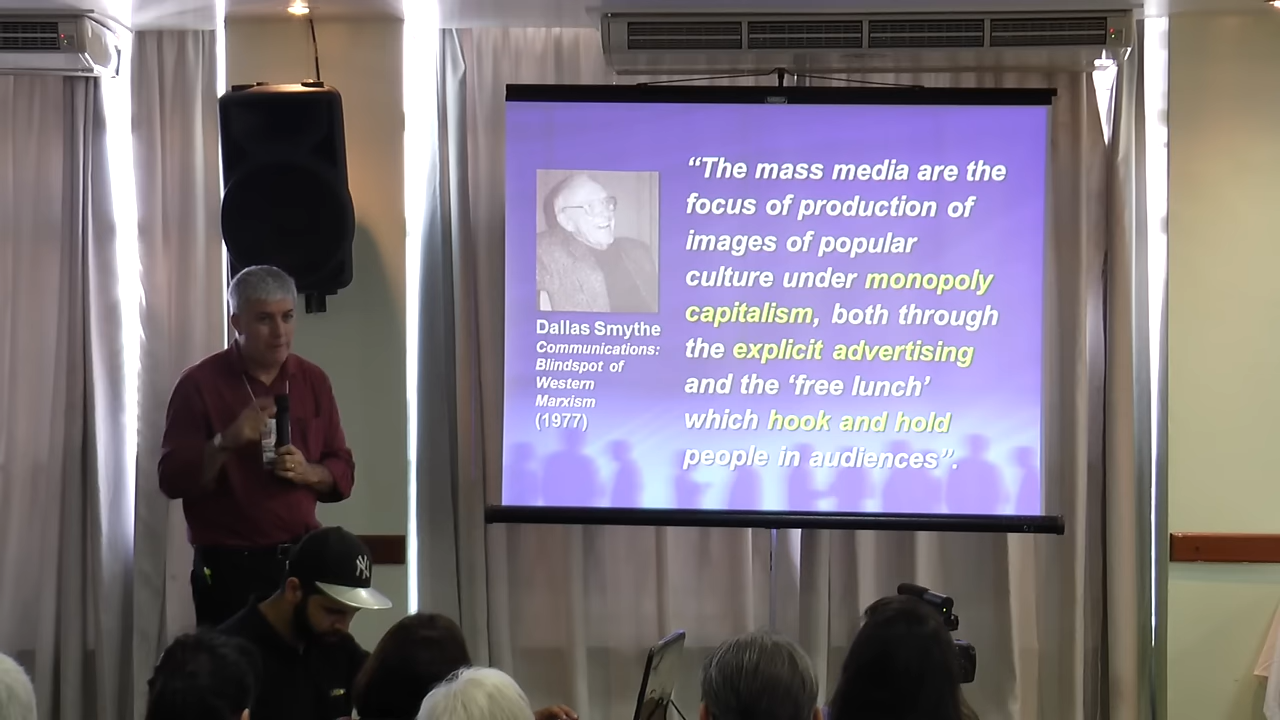 “The mass media are the
focus of production of
images of popular
culture under monopoly
capitalism, both through
the explicit advertising
and the ‘free lunch’
which hook and hold
people in audiences”.
Dallas Smythe
Communications:
Blindspot of
Western
Marxism
(1977)
NY